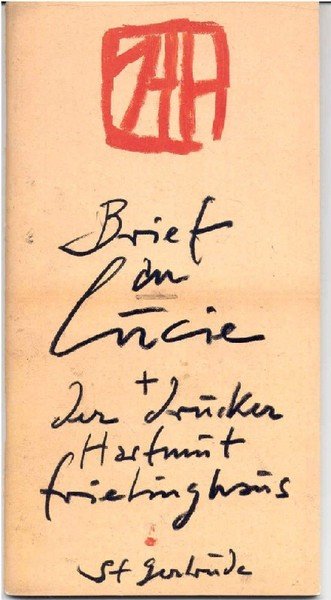 Brief
an
Lucie
+
der drucker
Hartmut
frielinghaus
St Gertrude